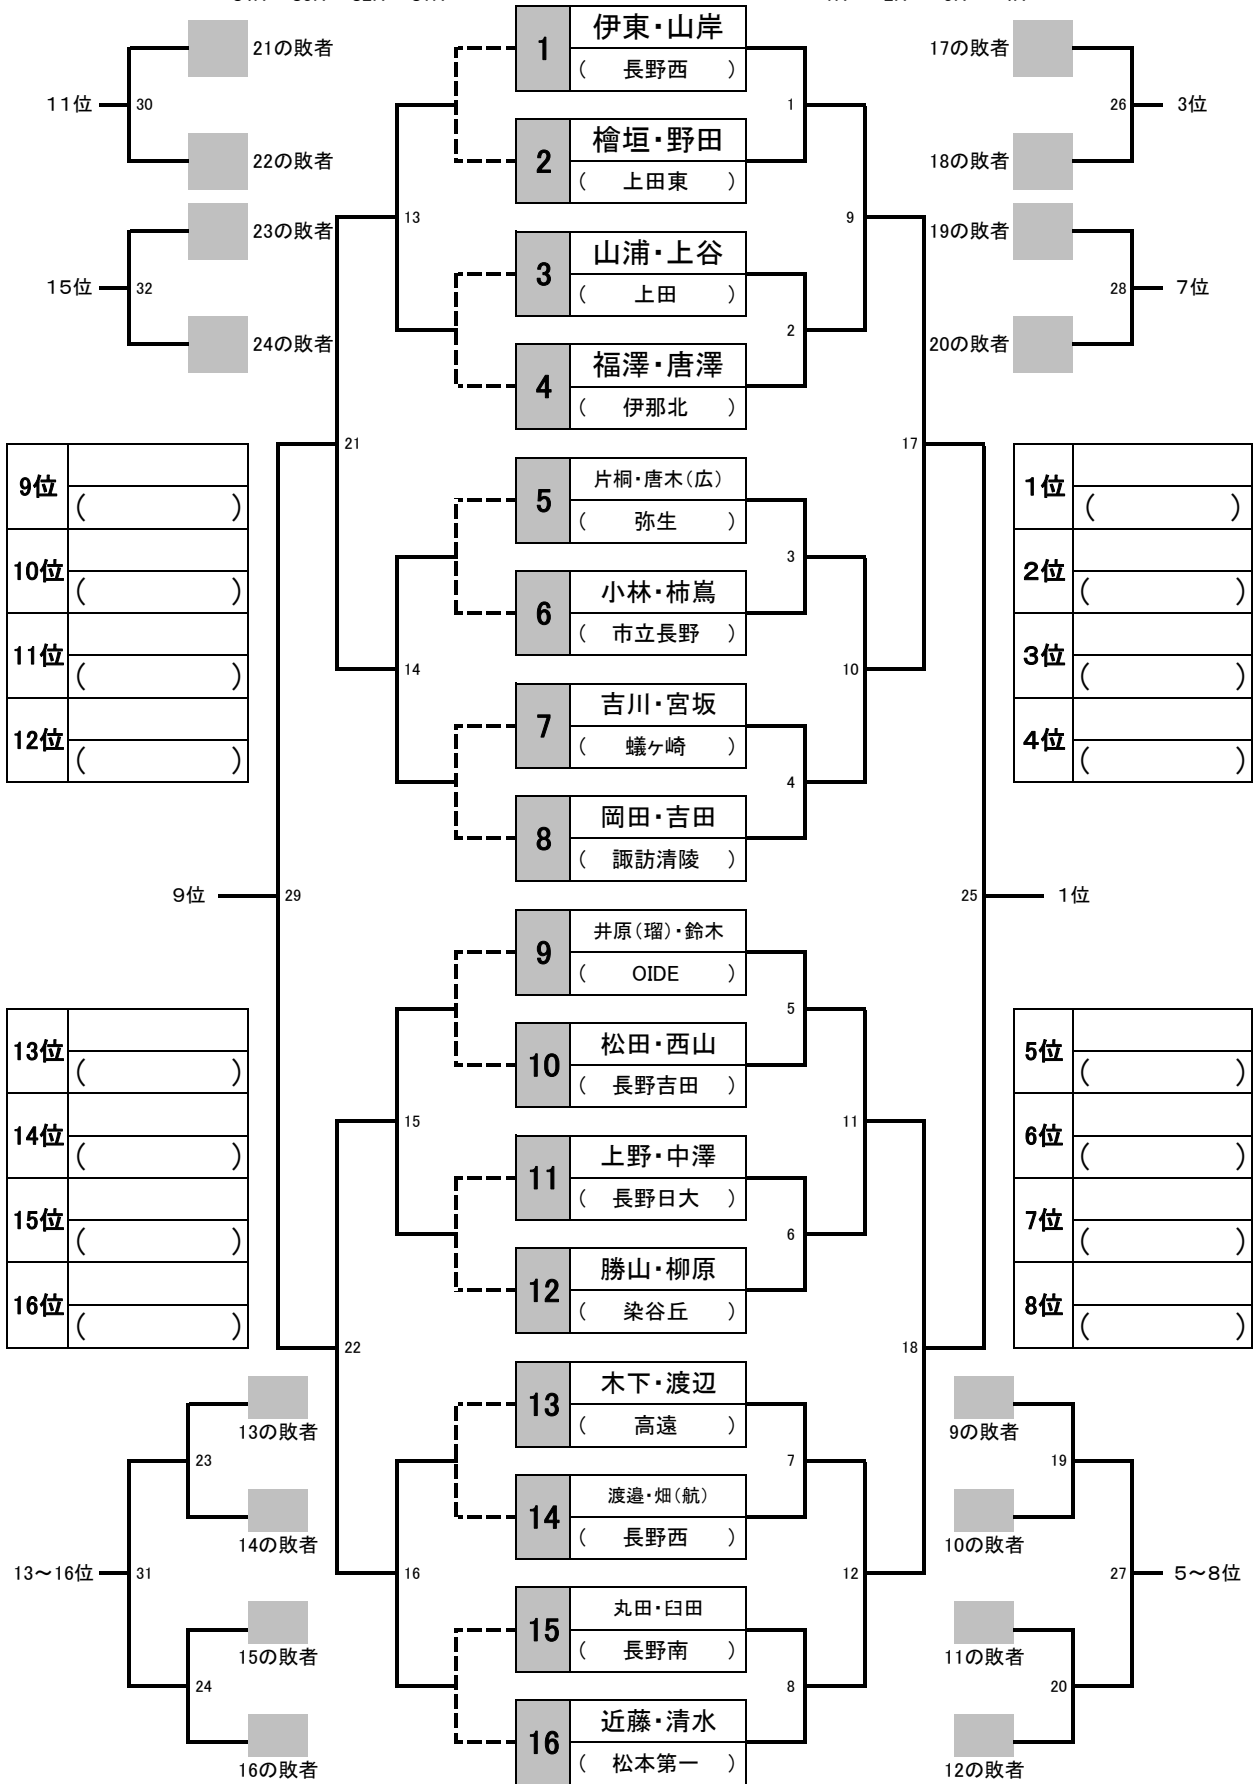 21の敗者
11位
30
22の敗者
23の敗者
15位
32
24の敗者
1
伊東・山岸
( 長野西 )
2
檜垣・野田
( 上田東 )
3
山浦・上谷
( 上田 )
4
福澤・唐澤
( 伊那北 )
5
片桐・唐木(広)
( 弥生 )
6
小林・柿嶌
( 市立長野 )
7
吉川・宮坂
( 蟻ヶ崎 )
8
岡田・吉田
( 諏訪清陵 )
9
井原(瑠)・鈴木
( OIDE )
10
松田・西山
( 長野吉田 )
11
上野・中澤
( 長野日大 )
12
勝山・柳原
( 染谷丘 )
13
木下・渡辺
( 高遠 )
14
渡邉・畑(航)
( 長野西 )
15
丸田・臼田
( 長野南 )
16
近藤・清水
( 松本第一 )
13
21
14
9位
29
15
22
16
1
2
3
4
5
6
7
8
9
10
11
12
17
18
25
1位
17の敗者
26
3位
18の敗者
19の敗者
28
7位
20の敗者
9位
( )
10位
( )
11位
( )
12位
( )
13位
( )
14位
( )
15位
( )
16位
( )
1位
( )
2位
( )
3位
( )
4位
( )
5位
( )
6位
( )
7位
( )
8位
( )
13の敗者
23
14の敗者
13～16位
31
15の敗者
24
16の敗者
9の敗者
19
10の敗者
27
5～8位
11の敗者
20
12の敗者